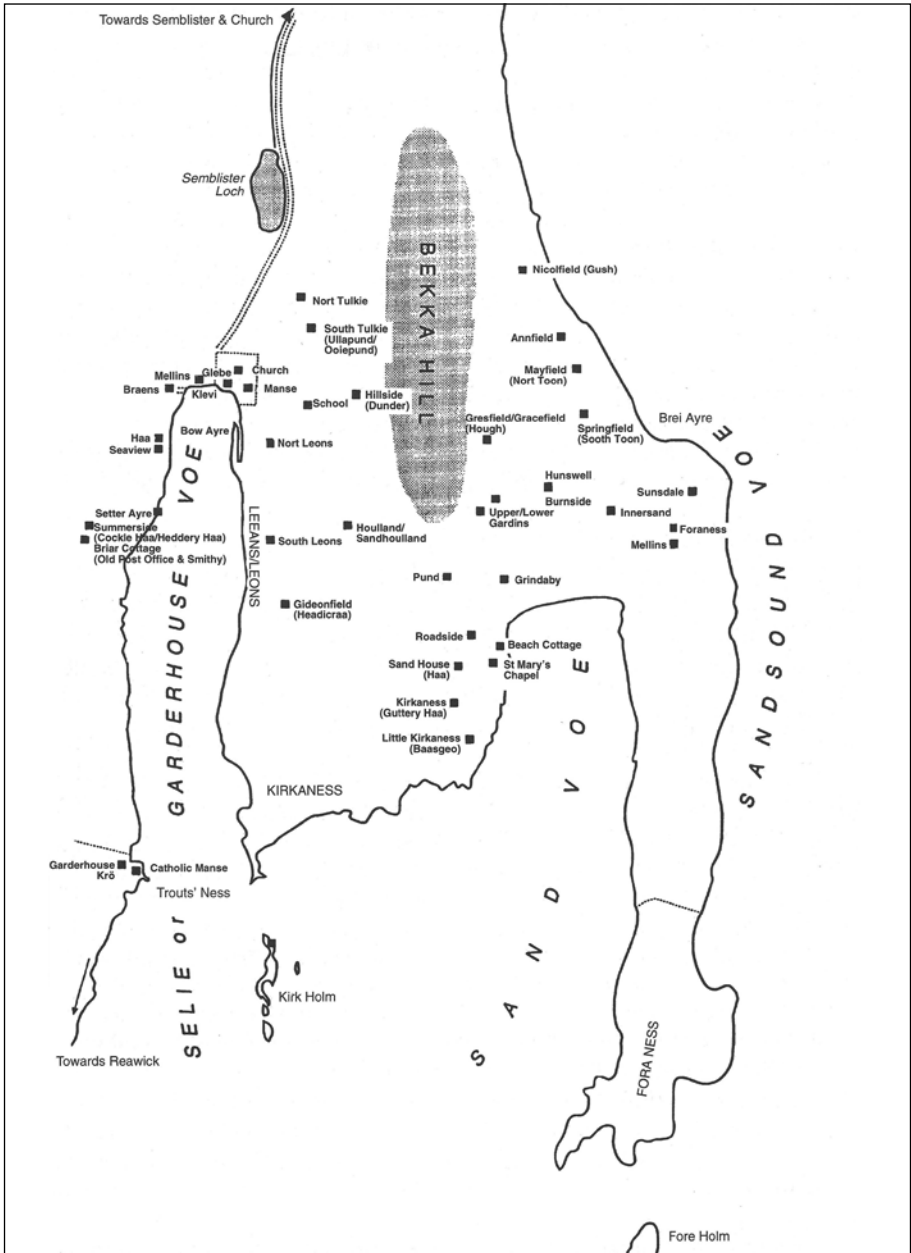 Towards Semblister & Church
Semblister
Loch
BEKKA HILL
Nicolfield (Gush)
Nort Tulkie
South Tulkie
(Ullapund/
Ooiepund)
Annfield
Mayfield
(Nort Toon)
Mellins
Glebe
Church
Braens
Klevi
Manse
Hillside
(Dunder)
School
Gresfield/Gracefield
(Hough)
Springfield
(Sooth Toon)
Brei Ayre
Bow Ayre
Haa
Seaview
Nort Leons
Hunswell
Burnside
Sunsdale
Upper/Lower
Gardins
Innersand
Setter Ayre
Summerside
(Cockle Haa/Heddery Haa)
Briar Cottage
(Old Post Office & Smithy)
LEEANS/LEONS
South Leons
Houlland/
Sandhoulland
Foraness
Mellins
Pund
Grindaby
Gideonfield
(Headicraa)
Roadside
Beach Cottage
Sand House
(Haa)
St Mary's
Chapel
Kirkaness
(Guttery Haa)
Little Kirkaness
(Baasgeo)
KIRKANESS
SELIE or GARDERHOUSE VOE
SAND VOE
SANDSOUND VOE
Garderhouse
Krö
Catholic Manse
Trouts' Ness
Kirk Holm
Towards Reawick
FORA NESS
Fore Holm